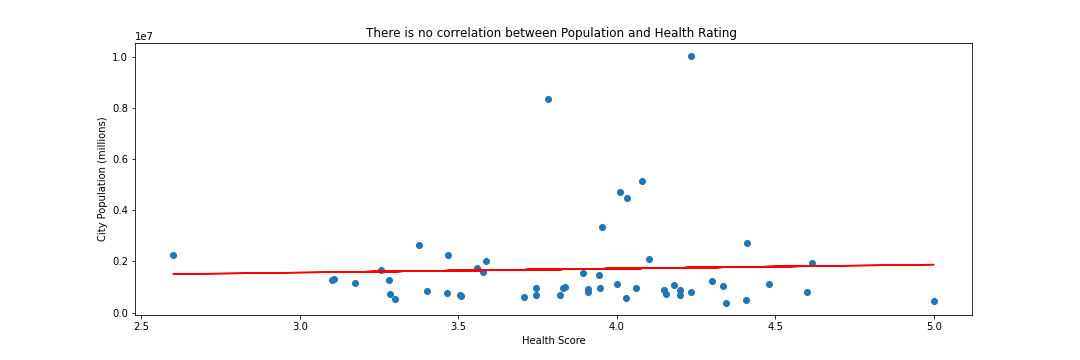 There is no correlation between Population and Health Rating
1e7
1.0
0.8
0.6
0.4
0.2
0.0
City Population (millions)
2.5 3.0 3.5 4.0 4.5 5.0
Health Score